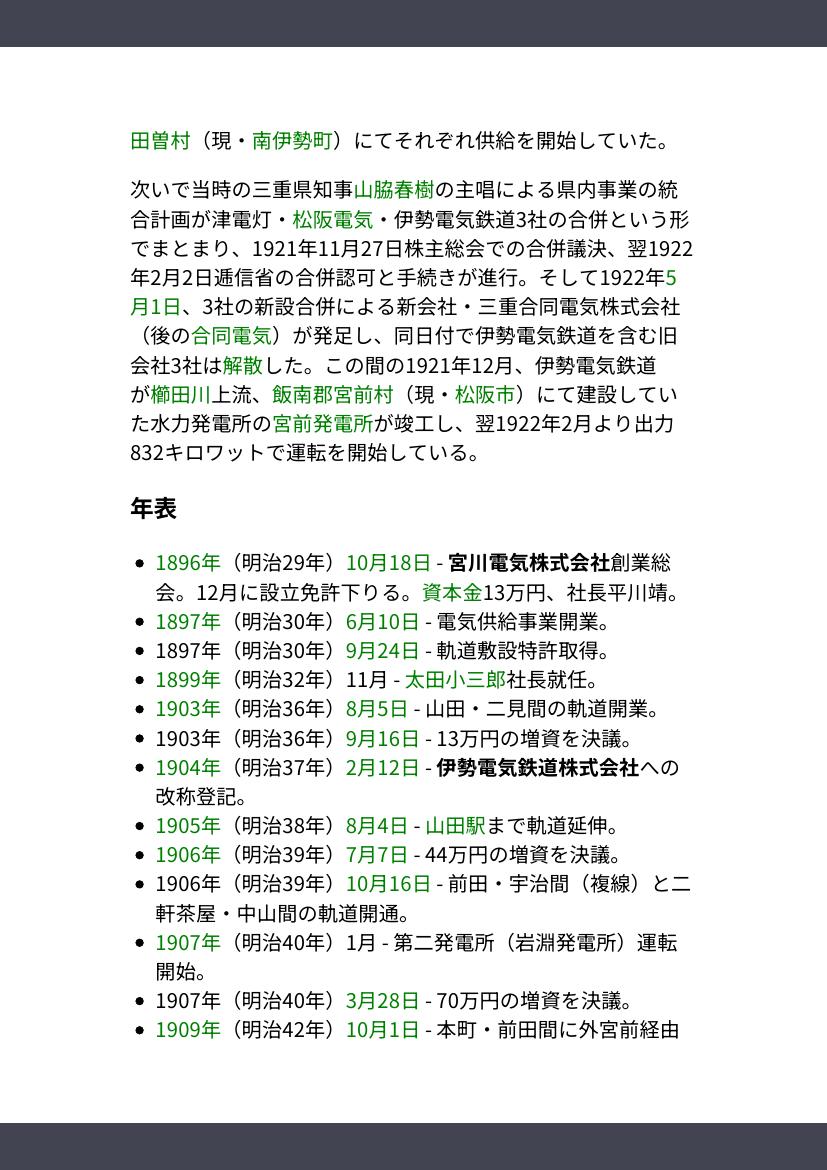 田曽村（現・南伊勢町）にてそれぞれ供給を開始していた。
次いで当時の三重県知事山脇春樹の主唱による県内事業の統
合計画が津電灯・松阪電気・伊勢電気鉄道3社の合併という形
でまとまり、1921年11月27日株主総会での合併議決、翌1922
年2月2日逓信省の合併認可と手続きが進行。そして1922年5
月1日、3社の新設合併による新会社・三重合同電気株式会社
（後の合同電気）が発足し、同日付で伊勢電気鉄道を含む旧
会社3社は解散した。この間の1921年12月、伊勢電気鉄道
が櫛田川上流、飯南郡宮前村（現・松阪市）にて建設してい
た水力発電所の宮前発電所が竣工し、翌1922年2月より出力
832キロワットで運転を開始している。
年表
• 1896年（明治29年）10月18日 - 宮川電気株式会社創業総
会。12月に設立免許下りる。資本金13万円、社長平川靖。
• 1897年（明治30年）6月10日 - 電気供給事業開業。
• 1897年（明治30年）9月24日 - 軌道敷設特許取得。
• 1899年（明治32年）11月 - 太田小三郎社長就任。
• 1903年（明治36年）8月5日 - 山田・二見間の軌道開業。
• 1903年（明治36年）9月16日 - 13万円の増資を決議。
• 1904年（明治37年）2月12日 - 伊勢電気鉄道株式会社への
改称登記。
• 1905年（明治38年）8月4日 - 山田駅まで軌道延伸。
• 1906年（明治39年）7月7日 - 44万円の増資を決議。
• 1906年（明治39年）10月16日 - 前田・宇治間（複線）と二
軒茶屋・中山間の軌道開通。
• 1907年（明治40年）1月 - 第二発電所（岩淵発電所）運転
開始。
• 1907年（明治40年）3月28日 - 70万円の増資を決議。
• 1909年（明治42年）10月1日 - 本町・前田間に外宮前経由